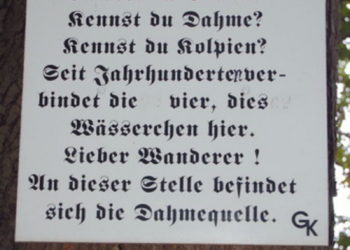 Kennst du Dahme?
Kennst du Kolpien?
Seit Jahrhunderten ver-
bindet die vier, dies
Wässerchen hier.
Lieber Wanderer !
An dieser Stelle befindet
sich die Dahmequelle. GK